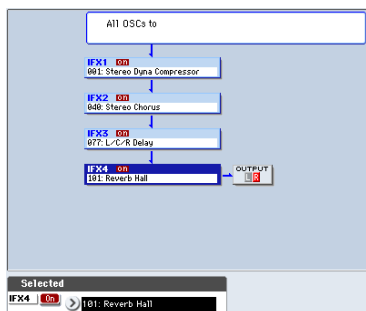 All OSCs to
IFX1 on
001: Stereo Dyna Compressor
IFX2 on
040: Stereo Chorus
IFX3 on
077: L/C/R Delay
IFX4 on
101: Reverb Hall
OUTPUT
L R
Selected
IFX4 On
101: Reverb Hall